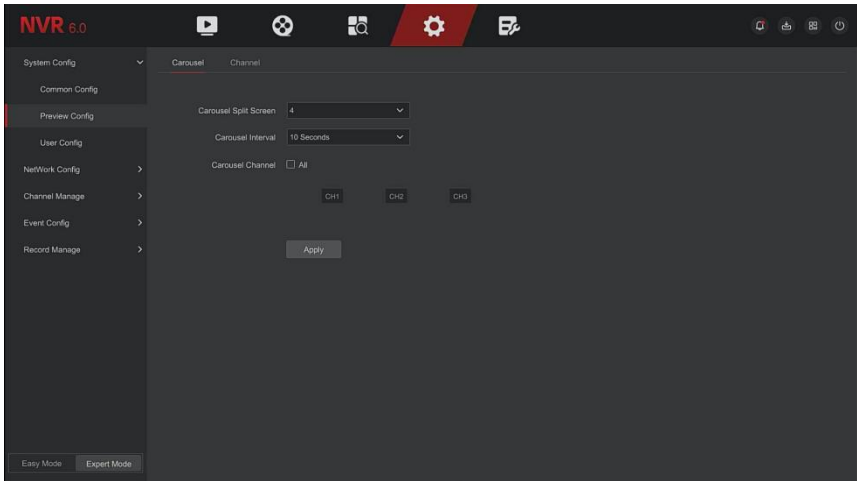 NVR 6.0
System Config
Common Config
Preview Config
User Config
NetWork Config
Channel Manage
Event Config
Record Manage
Easy Mode Expert Mode
Carousel Channel
Carousel Split Screen 4
Carousel Interval 10 Seconds
Carousel Channel All
CH1 CH2 CH3
Apply